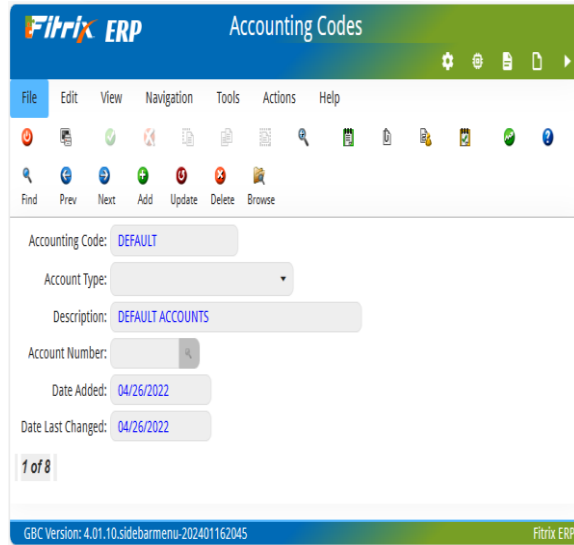 Fitrix ERP Accounting Codes
File Edit View Navigation Tools Actions Help
Find Prev Next Add Update Delete Browse
Accounting Code: DEFAULT
Account Type:
Description: DEFAULT ACCOUNTS
Account Number:
Date Added: 04/26/2022
Date Last Changed: 04/26/2022
1 of 8
GBC Version: 4.01.10.sidebarmenu-202401162045 Fitrix ERP